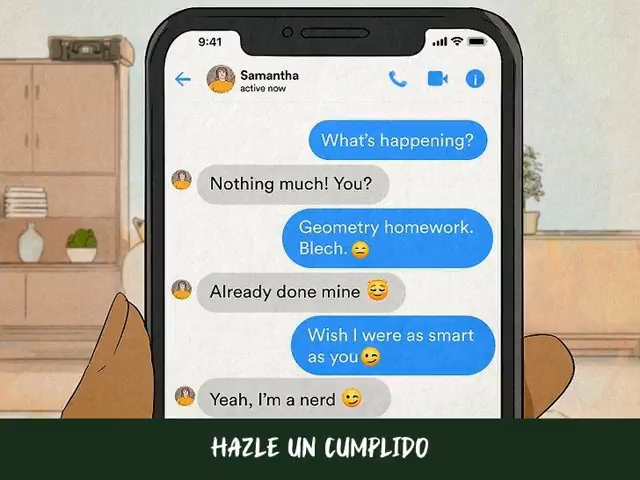 9:41
Samantha
active now
What's happening?
Nothing much! You?
Geometry homework.
Blech. 😑
Already done mine 😇
Wish I were as smart
as you😉
Yeah, I'm a nerd 😉
HAZLE UN CUMPLIDO